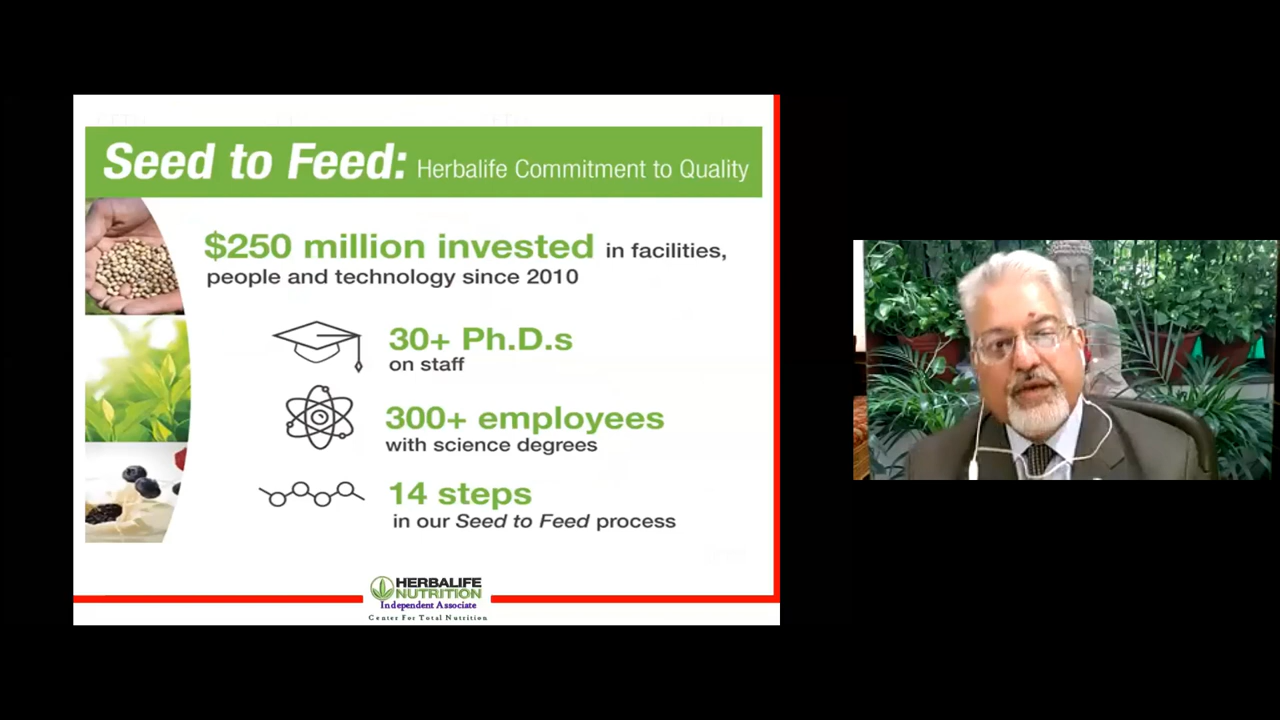 Seed to Feed: Herbalife Commitment to Quality
$250 million invested in facilities,
people and technology since 2010
30+ Ph.D.s
on staff
300+ employees
with science degrees
14 steps
in our Seed to Feed process
HERBALIFE
NUTRITION
Independent Associate
Center For Total Nutrition